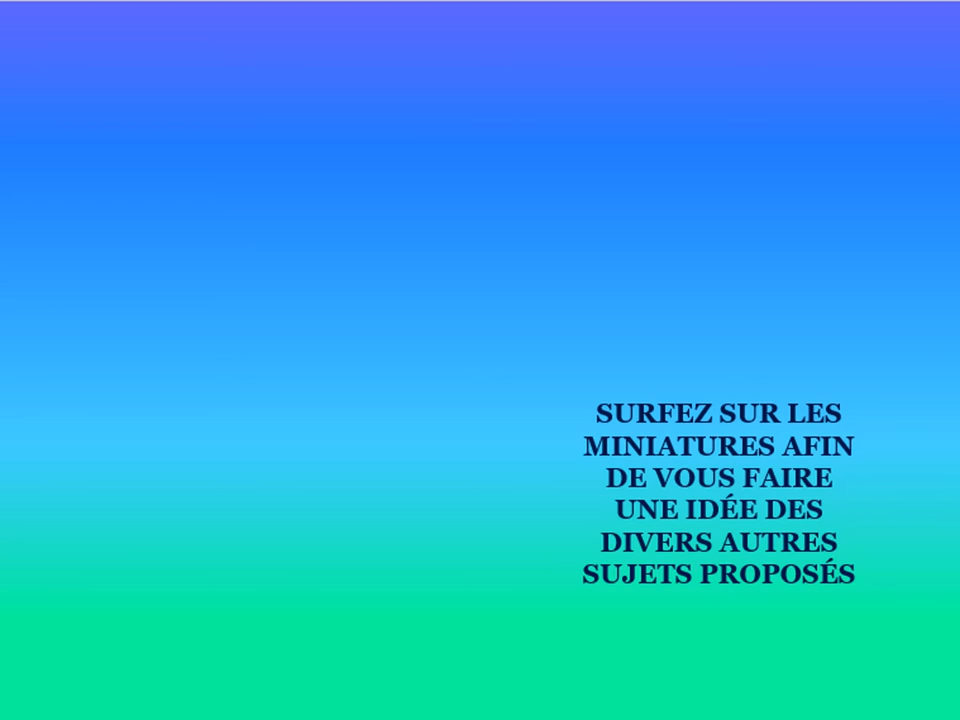 SURFEZ SUR LES
MINIATURES AFIN
DE VOUS FAIRE
UNE IDÉE DES
DIVERS AUTRES
SUJETS PROPOSÉS